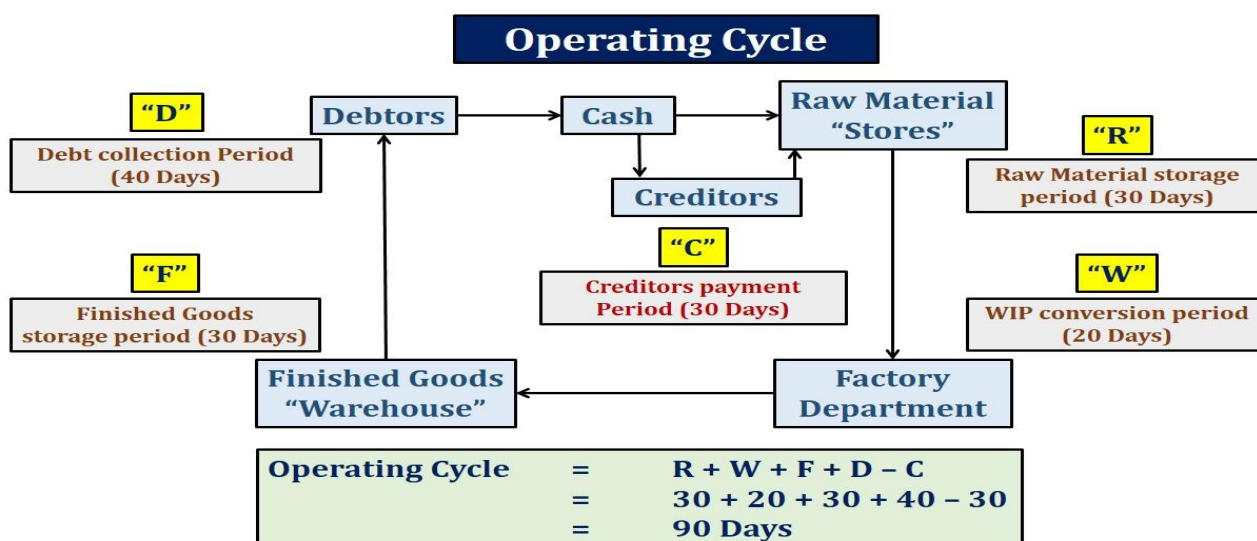 Operating Cycle
“D”
Debt collection Period
(40 Days)
Debtors
Cash
Raw Material
“Stores”
Creditors
“R”
Raw Material storage
period (30 Days)
“F”
Finished Goods
storage period (30 Days)
“C”
Creditors payment
Period (30 Days)
“W”
WIP conversion period
(20 Days)
Finished Goods
“Warehouse”
Factory
Department
Operating Cycle = R + W + F + D – C
= 30 + 20 + 30 + 40 – 30
= 90 Days